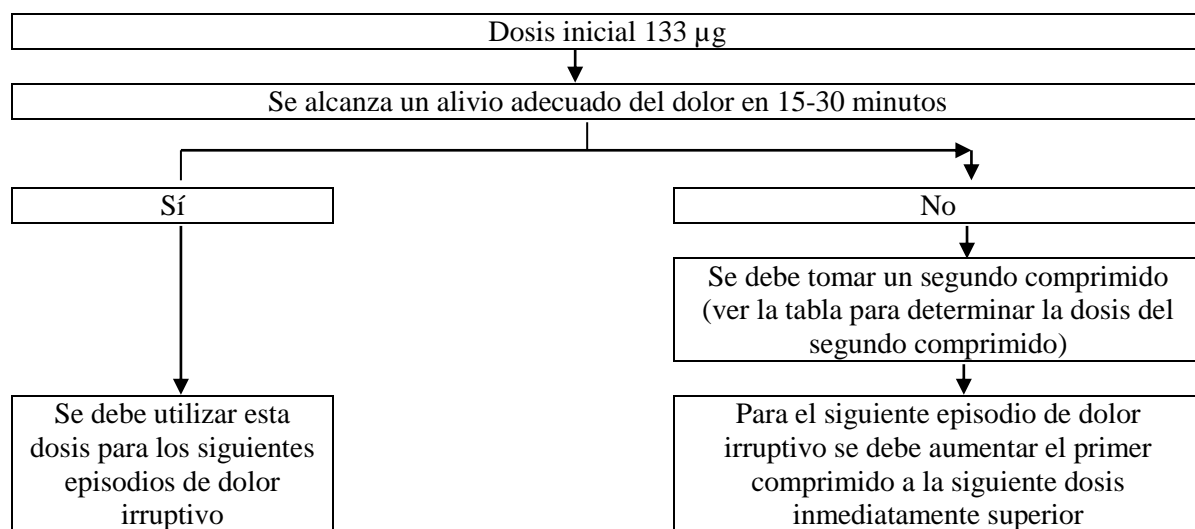 Dosis inicial 133 µg
Se alcanza un alivio adecuado del dolor en 15-30 minutos
Sí
No
Se debe tomar un segundo comprimido
(ver la tabla para determinar la dosis del
segundo comprimido)
Se debe utilizar esta
dosis para los siguientes
episodios de dolor
irruptivo
Para el siguiente episodio de dolor
irruptivo se debe aumentar el primer
comprimido a la siguiente dosis
inmediatamente superior